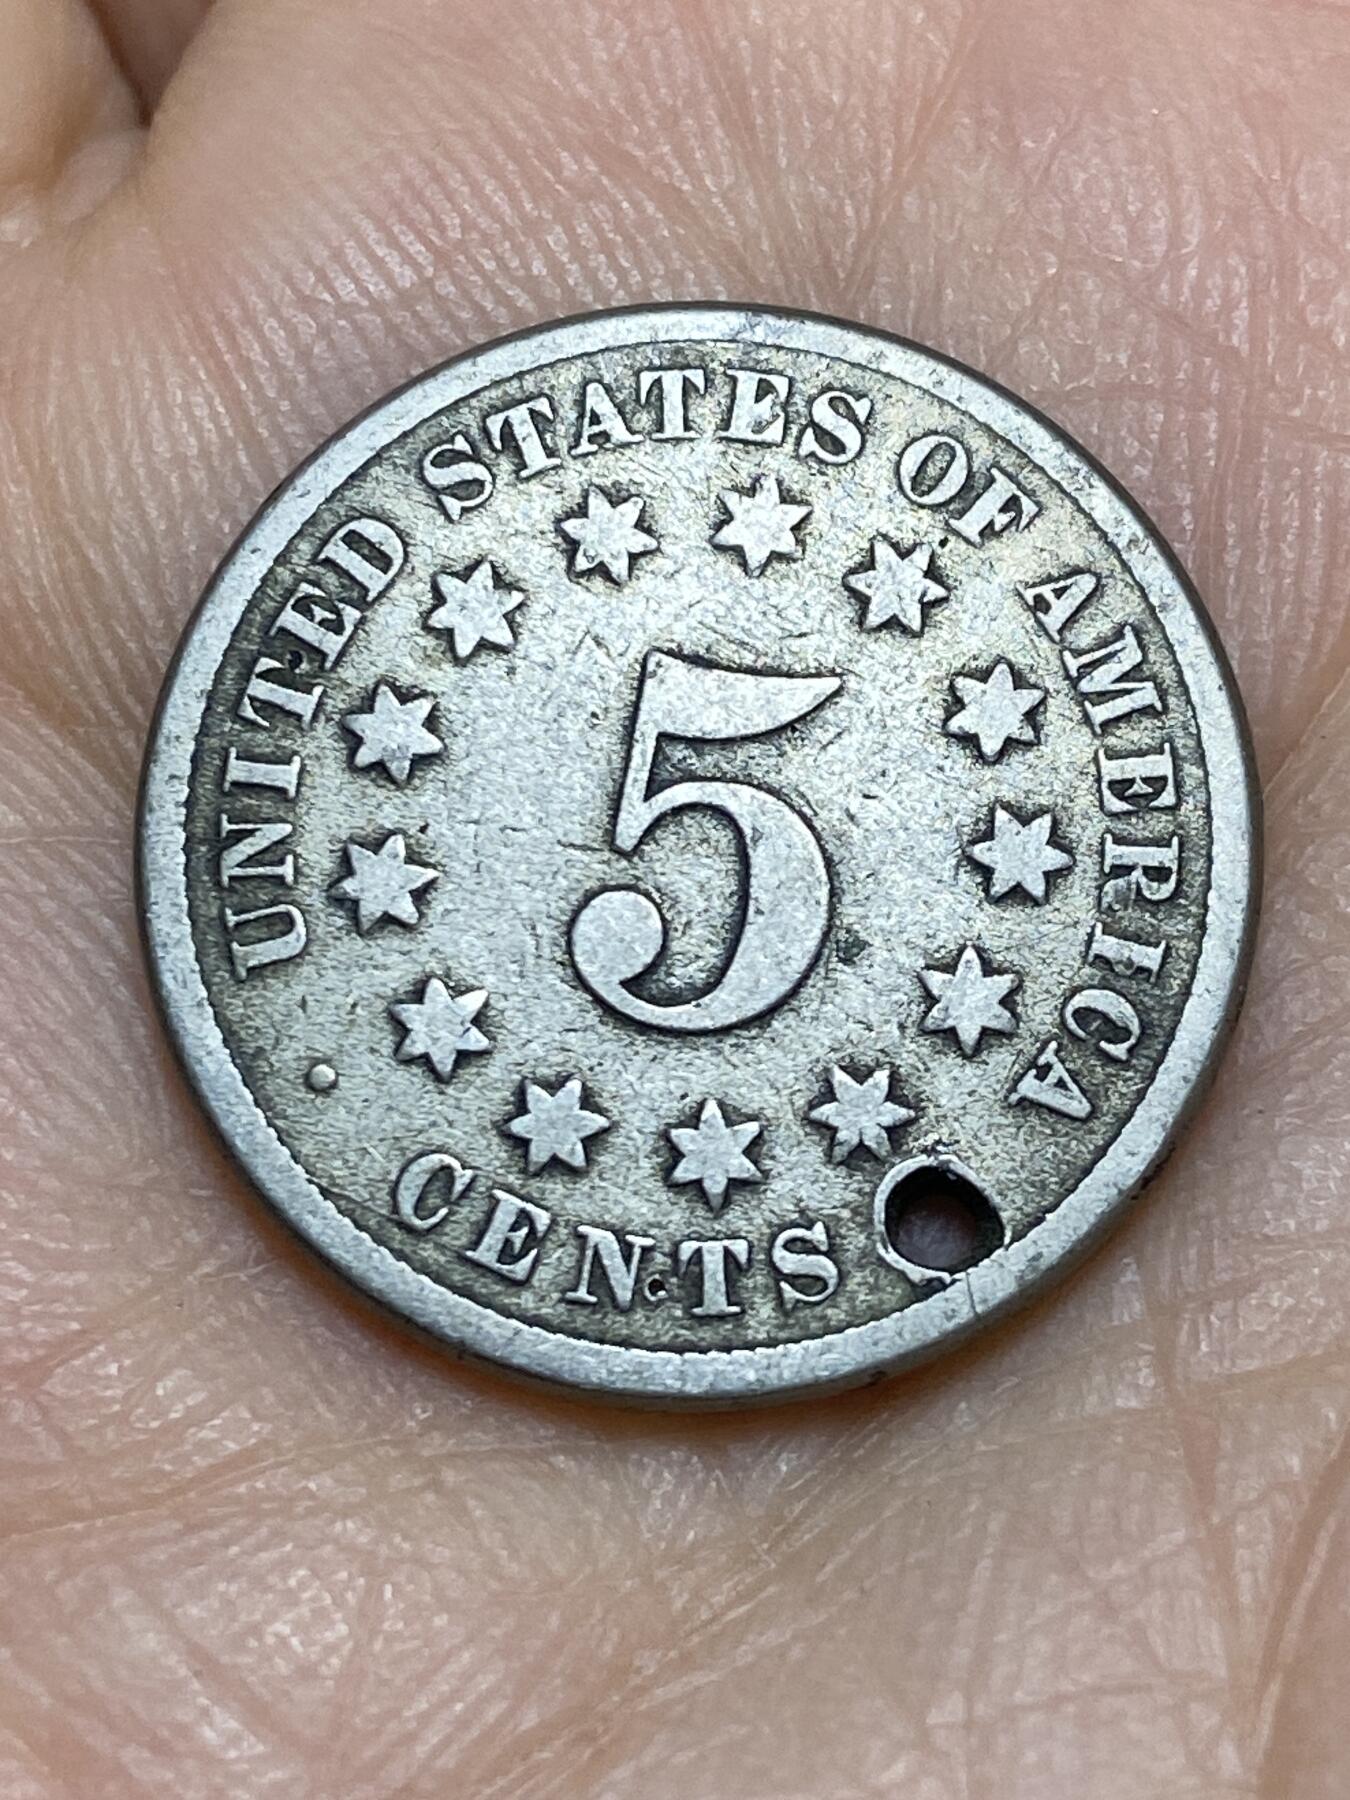 UNITED STATES OF AMERICA
5
CENTS